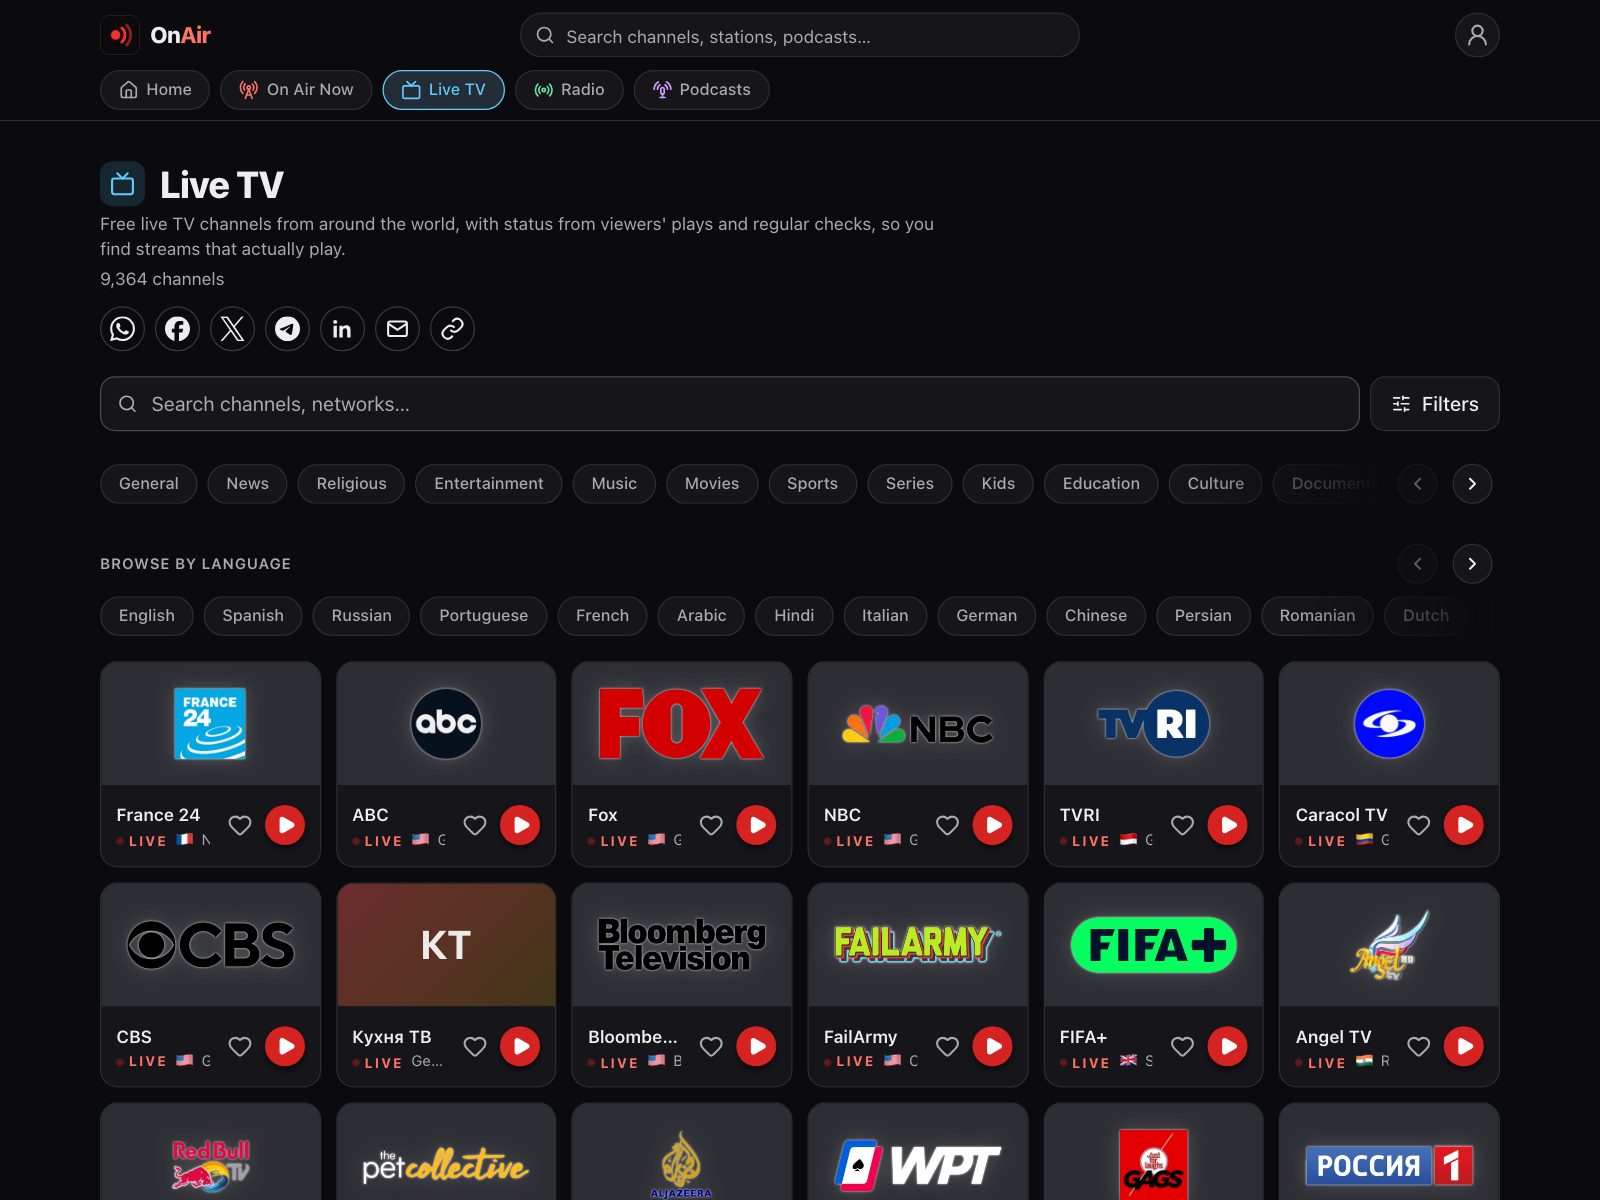 OnAir
Search channels, stations, podcasts...
Home
On Air Now
Live TV
Radio
Podcasts
Live TV
Free live TV channels from around the world, with status from viewers' plays and regular checks, so you
find streams that actually play.
9,364 channels
Search channels, networks...
Filters
General
News
Religious
Entertainment
Music
Movies
Sports
Series
Kids
Education
Culture
Documenta
BROWSE BY LANGUAGE
English
Spanish
Russian
Portuguese
French
Arabic
Hindi
Italian
German
Chinese
Persian
Romanian
Dutch
FRANCE
24
abc
FOX
NBC
TVRI
France 24
LIVE N
ABC
LIVE G
Fox
LIVE G
NBC
LIVE G
TVRI
LIVE G
Caracol TV
LIVE G
CBS
KT
Bloomberg
Television
FAILARMY
FIFA+
Angel TV HD
CBS
LIVE G
Кухня ТВ
LIVE Ge...
Bloombe...
LIVE B
FailArmy
LIVE C
FIFA+
LIVE S
Angel TV
LIVE R
Red Bull
TV
the
petcollective
ALJAZEERA
WPT
GAGS
РОССИЯ 1